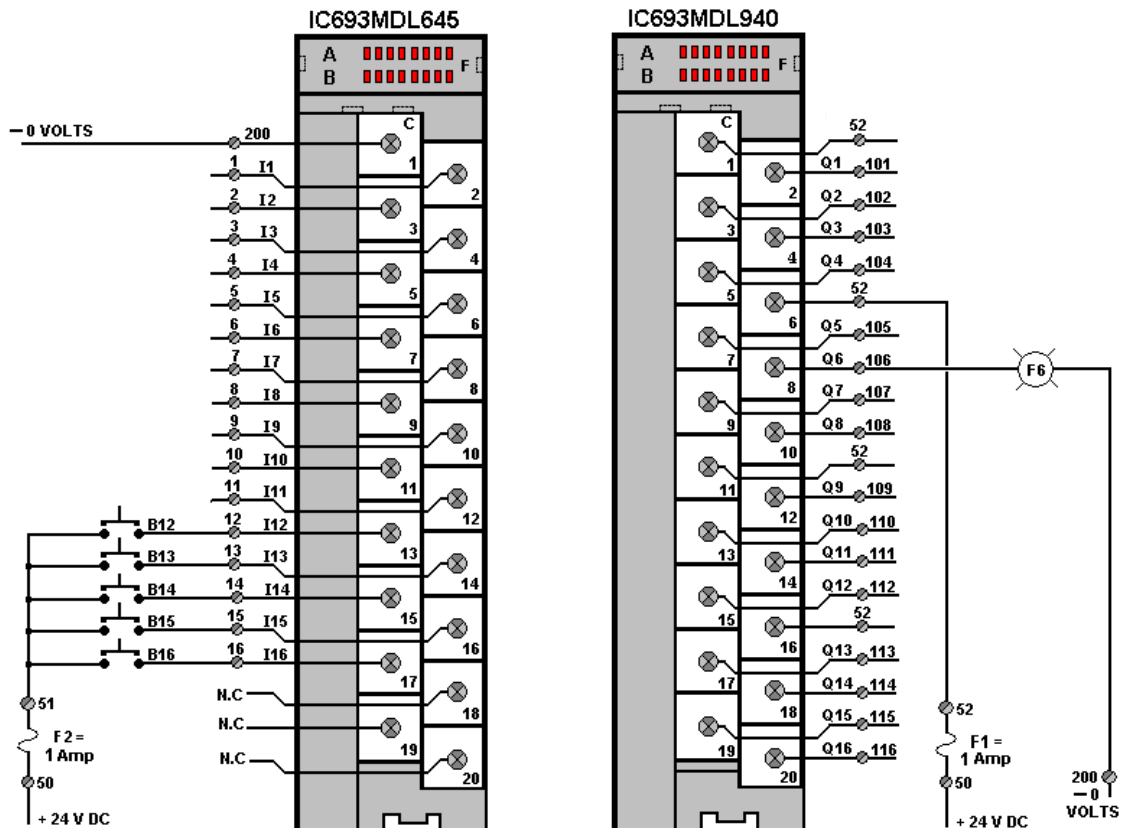 IC693MDL645
IC693MDL940
A
B
F
A
B
F
C
— 0 VOLTS
200
1
1
I1
2
2
I2
3
3
I3
4
4
I4
5
5
I5
6
6
I6
7
7
I7
8
8
I8
9
9
I9
10
10
I10
11
11
I11
12
B12
12
I12
13
B13
13
I13
14
B14
14
I14
15
B15
15
I15
16
B16
16
I16
17
N.C
18
N.C
19
N.C
20
51
F2 =
1 Amp
50
+ 24 V DC
C
52
1
Q1
101
2
Q2
102
3
Q3
103
4
Q4
104
5
52
6
Q5
105
7
Q6
106
F6
8
Q7
107
9
Q8
108
10
52
11
Q9
109
12
Q10
110
13
Q11
111
14
Q12
112
15
52
16
Q13
113
17
Q14
114
18
Q15
115
19
Q16
116
20
52
F1 =
1 Amp
50
+ 24 V DC
200
— 0
VOLTS